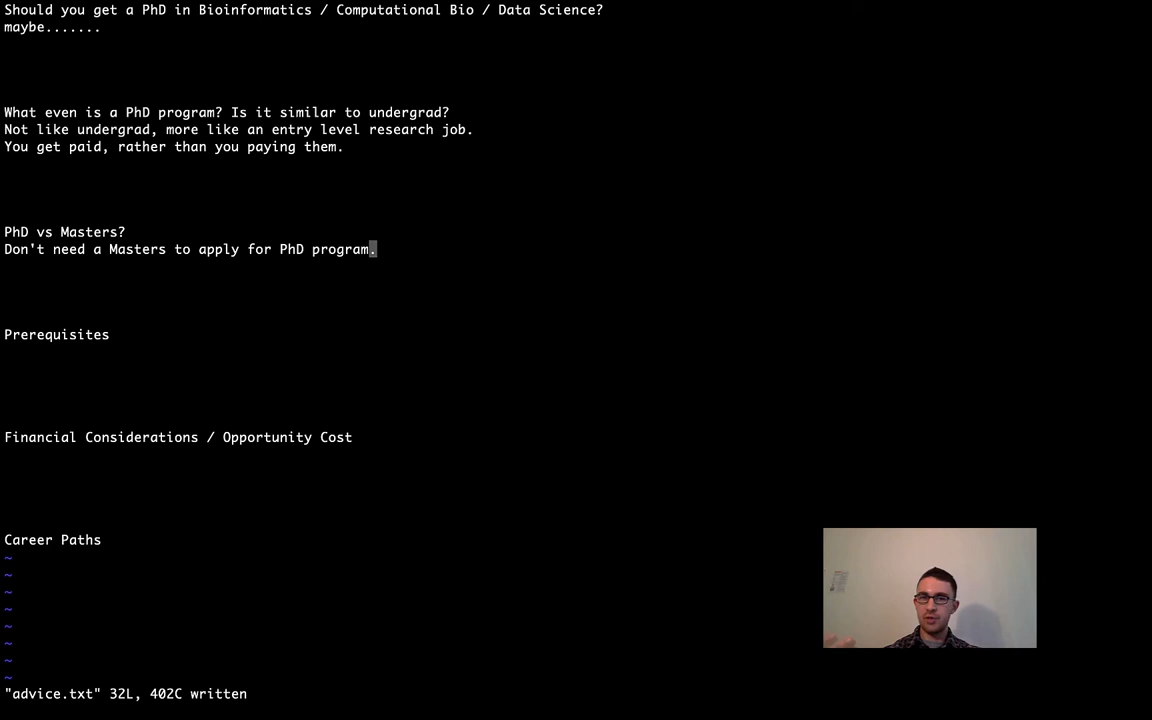 Should you get a PhD in Bioinformatics / Computational Bio / Data Science?
maybe.......
What even is a PhD program? Is it similar to undergrad?
Not like undergrad, more like an entry level research job.
You get paid, rather than you paying them.
PhD vs Masters?
Don't need a Masters to apply for PhD program.
Prerequisites
Financial Considerations / Opportunity Cost
Career Paths
~
~
~
~
~
~
~
~
"advice.txt" 32L, 402C written